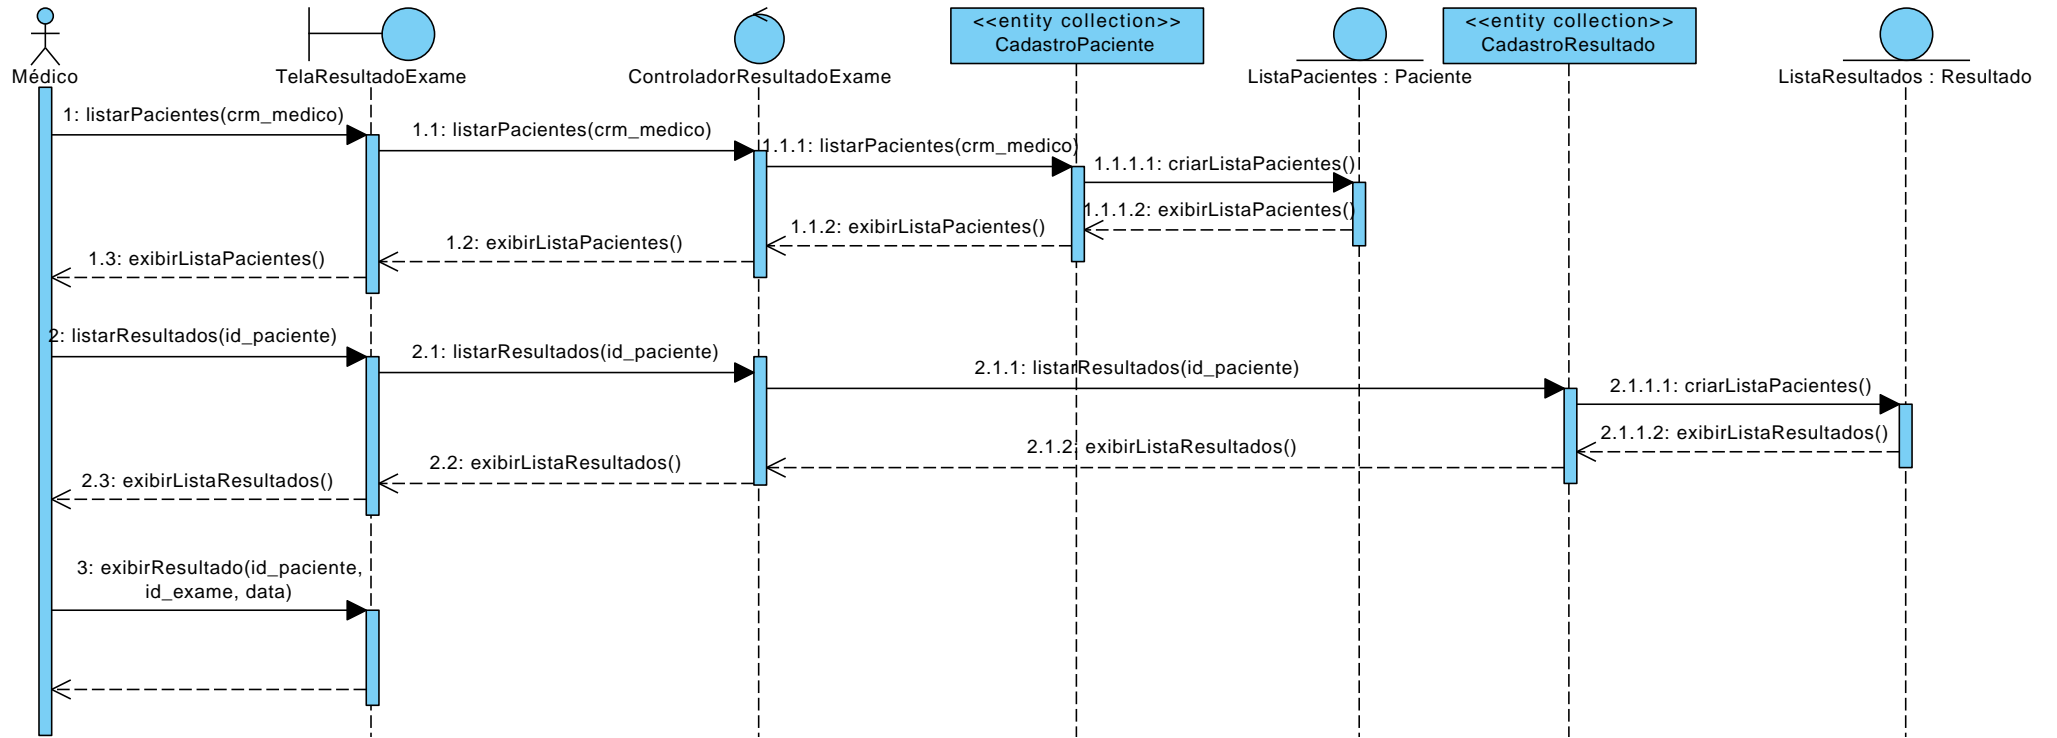 <<entity collection>>
CadastroPaciente
<<entity collection>>
CadastroResultado
Médico
TelaResultadoExame
ControladorResultadoExame
ListaPacientes : Paciente
ListaResultados : Resultado
1: listarPacientes(crm_medico)
1.1: listarPacientes(crm_medico)
1.1.1: listarPacientes(crm_medico)
1.1.1.1: criarListaPacientes()
1.1.1.2: exibirListaPacientes()
1.1.2: exibirListaPacientes()
1.2: exibirListaPacientes()
1.3: exibirListaPacientes()
2: listarResultados(id_paciente)
2.1: listarResultados(id_paciente)
2.1.1: listarResultados(id_paciente)
2.1.1.1: criarListaPacientes()
2.1.1.2: exibirListaResultados()
2.1.2: exibirListaResultados()
2.2: exibirListaResultados()
2.3: exibirListaResultados()
3: exibirResultado(id_paciente,
id_exame, data)